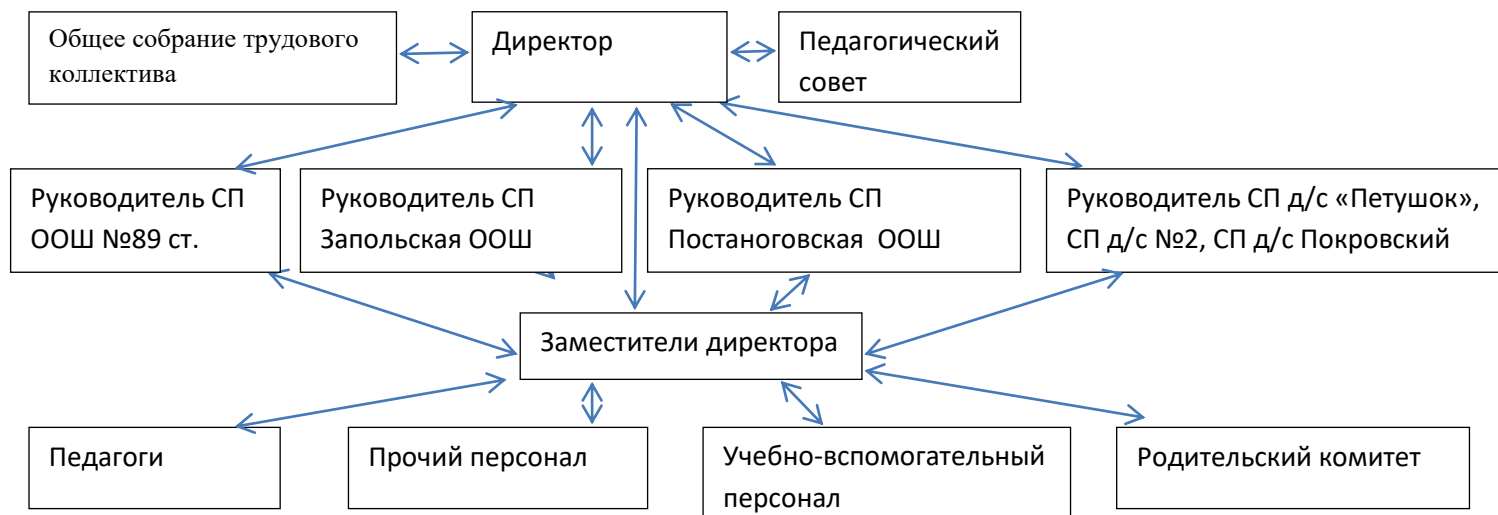 Общее собрание трудового
коллектива
Директор
Педагогический
совет
Руководитель СП
ООШ №89 ст.
Руководитель СП
Запольская ООШ
Руководитель СП
Постаноговская ООШ
Руководитель СП д/с «Петушок»,
СП д/с №2, СП д/с Покровский
Заместители директора
Педагоги
Прочий персонал
Учебно-вспомогательный
персонал
Родительский комитет